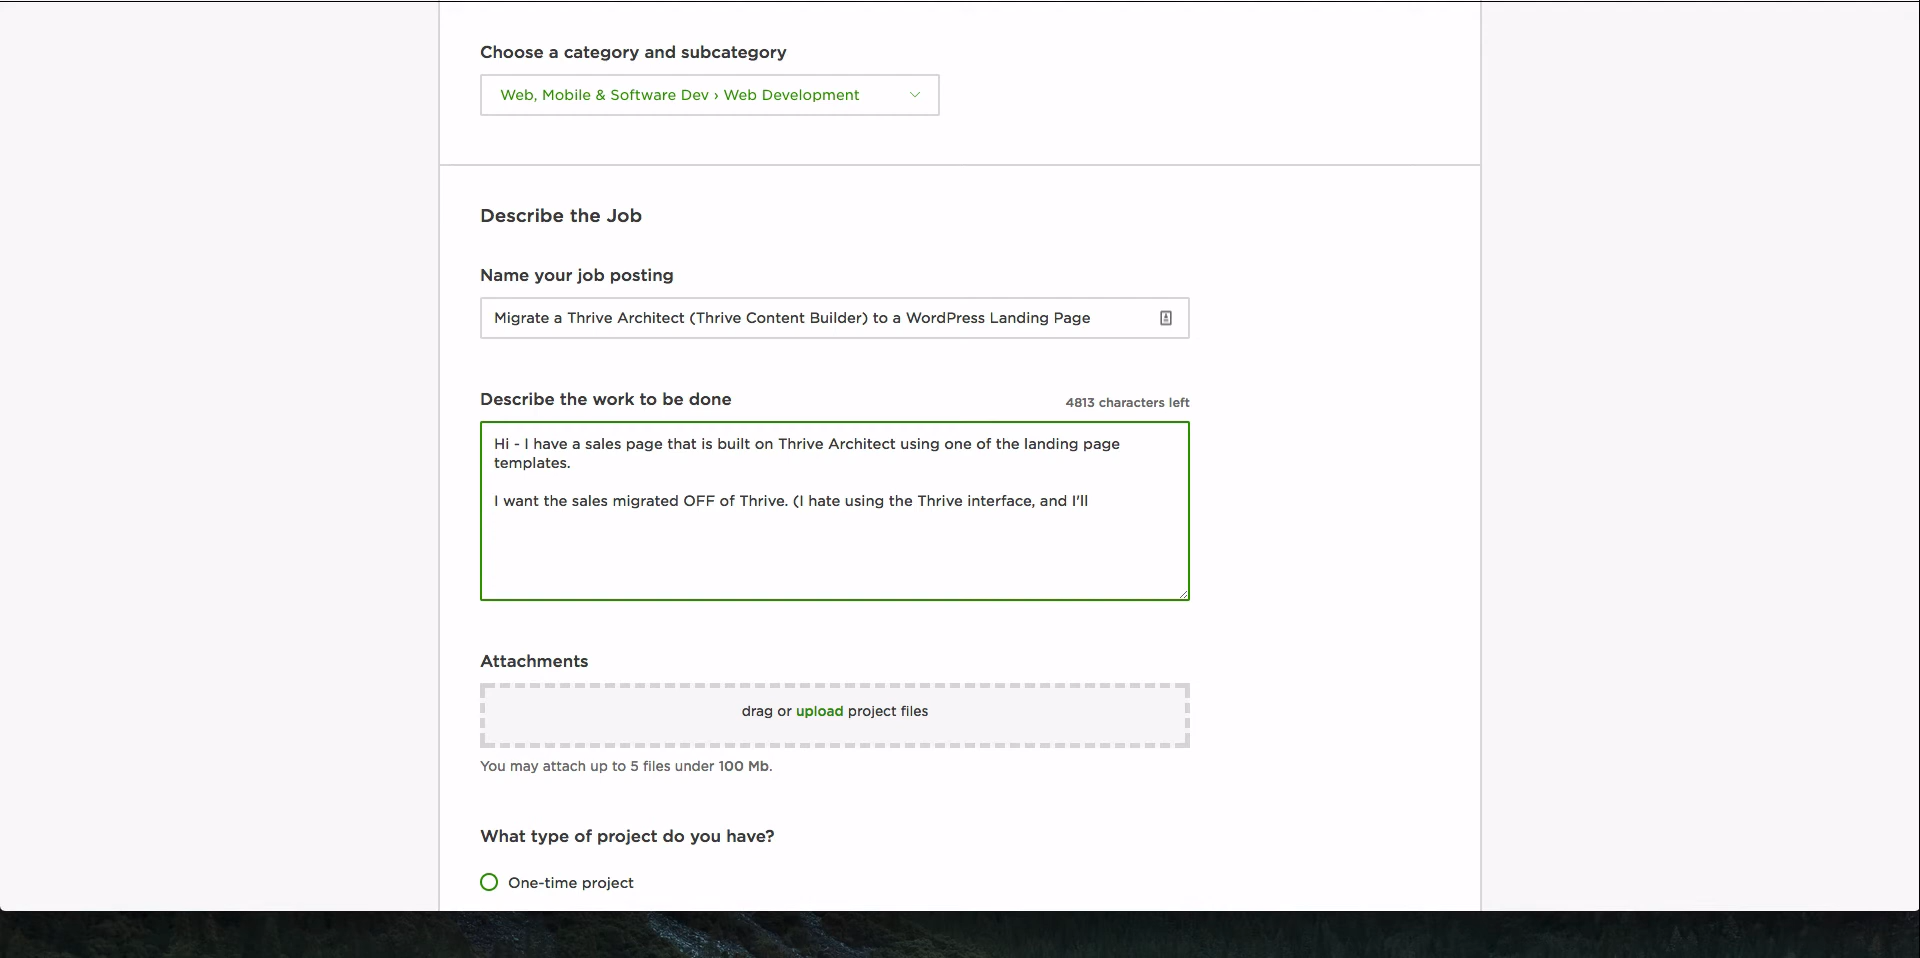 Choose a category and subcategory
Web, Mobile & Software Dev › Web Development
Describe the Job
Name your job posting
Migrate a Thrive Architect (Thrive Content Builder) to a WordPress Landing Page
Describe the work to be done
4813 characters left
Hi - I have a sales page that is built on Thrive Architect using one of the landing page
templates.
I want the sales migrated OFF of Thrive. (I hate using the Thrive interface, and I'll
Attachments
drag or upload project files
You may attach up to 5 files under 100 Mb.
What type of project do you have?
One-time project